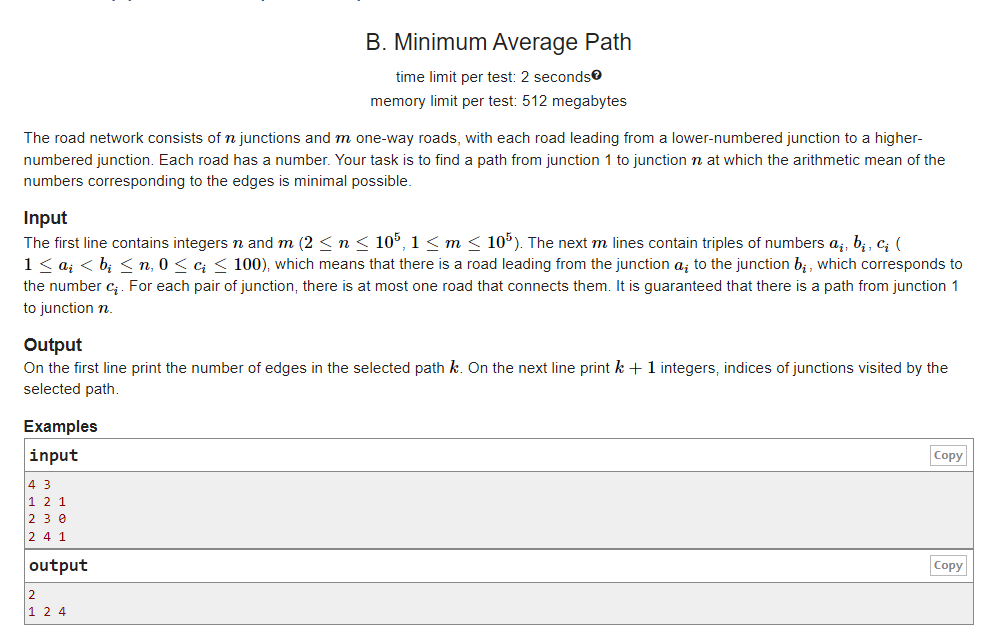 B. Minimum Average Path
time limit per test: 2 seconds?
memory limit per test: 512 megabytes
The road network consists of n junctions and m one-way roads, with each road leading from a lower-numbered junction to a higher-
numbered junction. Each road has a number. Your task is to find a path from junction 1 to junction n at which the arithmetic mean of the
numbers corresponding to the edges is minimal possible.
Input
The first line contains integers n and m (2 ≤ n ≤ 10^5, 1 ≤ m ≤ 10^5). The next m lines contain triples of numbers a_i, b_i, c_i (
1 ≤ a_i < b_i ≤ n, 0 ≤ c_i ≤ 100), which means that there is a road leading from the junction a_i to the junction b_i, which corresponds to
the number c_i. For each pair of junction, there is at most one road that connects them. It is guaranteed that there is a path from junction 1
to junction n.
Output
On the first line print the number of edges in the selected path k. On the next line print k + 1 integers, indices of junctions visited by the
selected path.
Examples
input
Copy
4 3
1 2 1
2 3 0
2 4 1
output
Copy
2
1 2 4